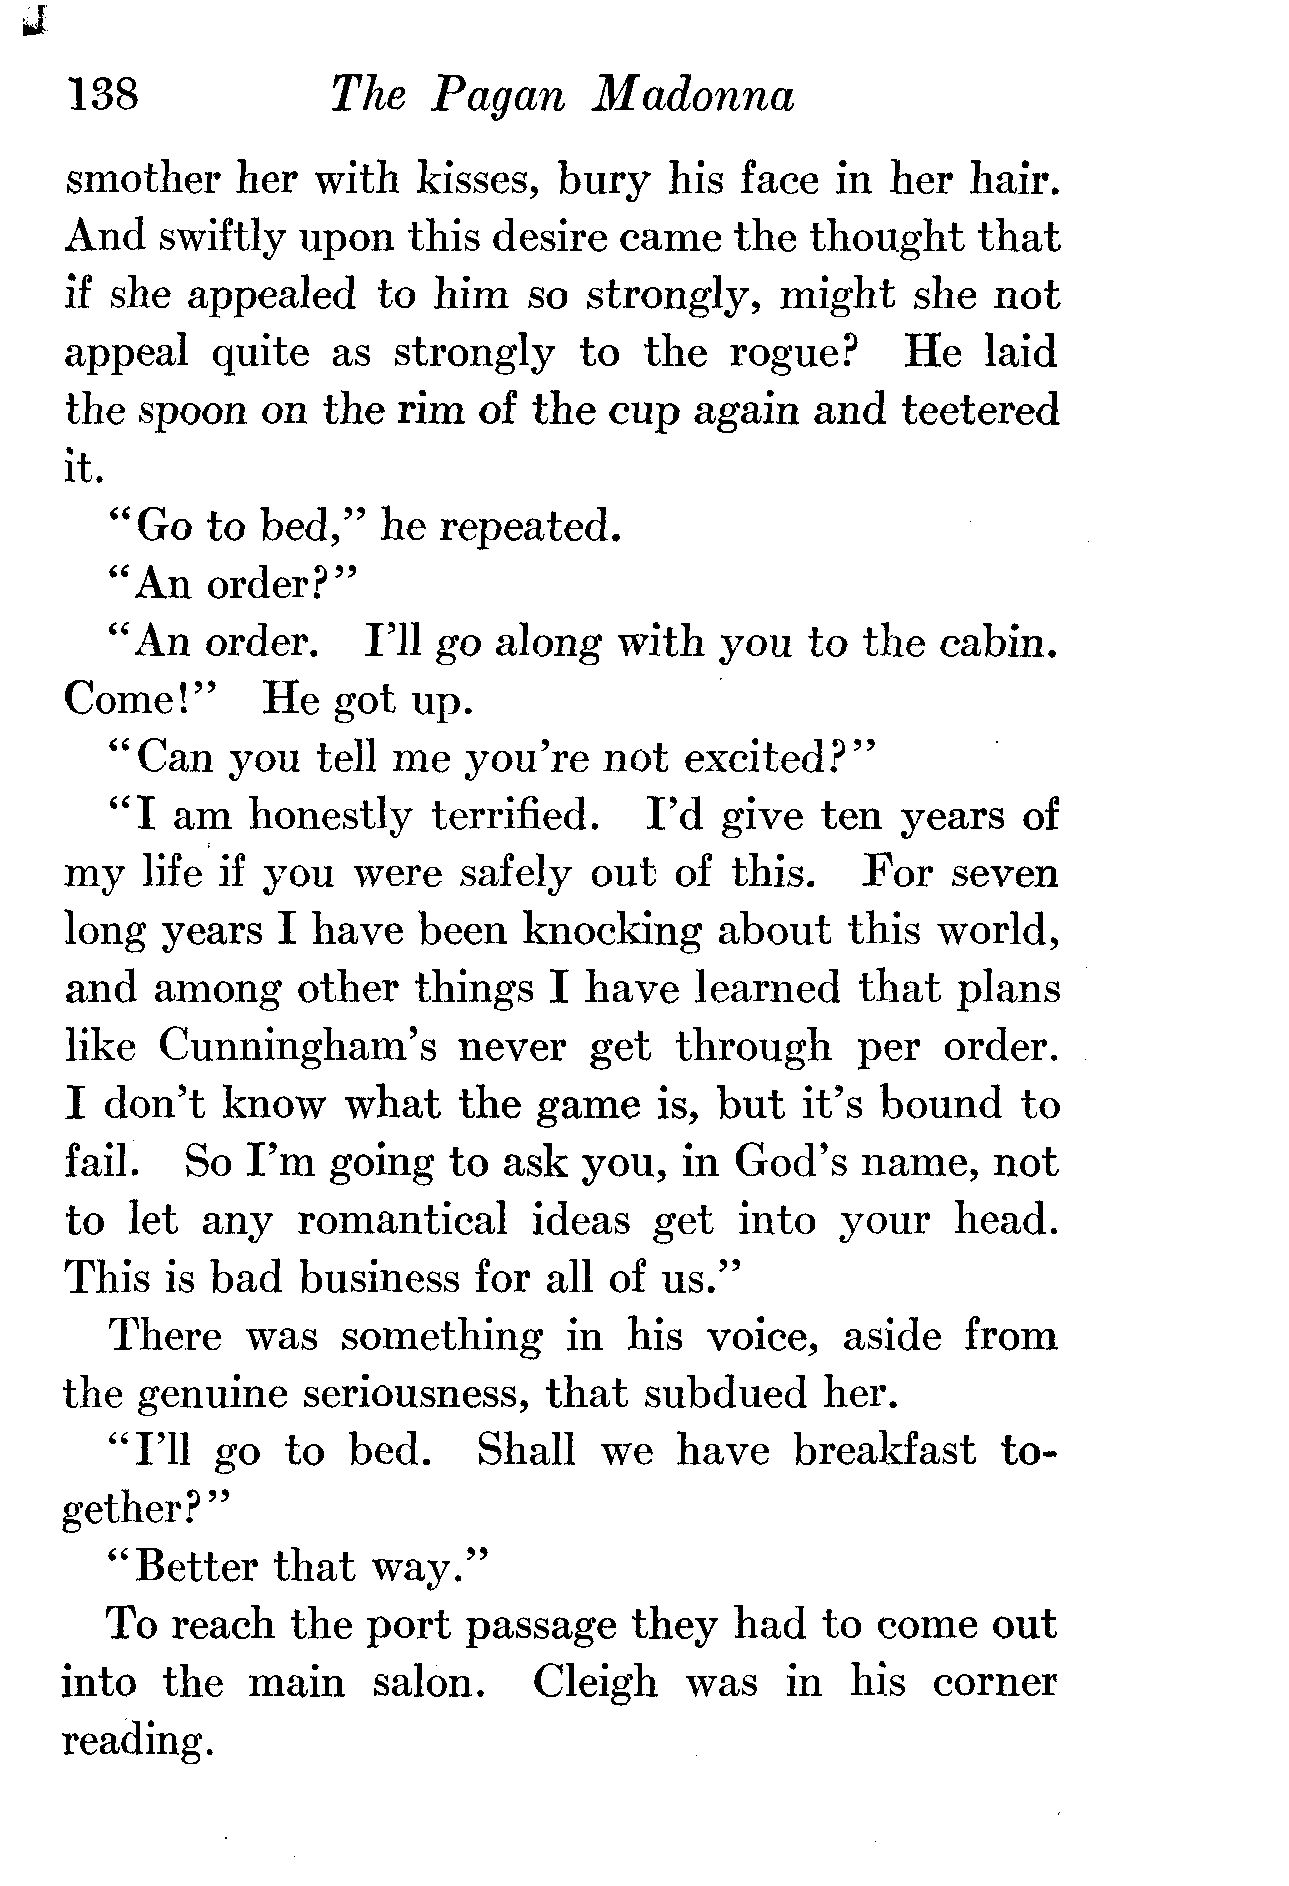 138 The Pagan Madonna
smother her with kisses, bury his face in her hair.
And swiftly upon this desire came the thought that
if she appealed to him so strongly, might she not
appeal quite as strongly to the rogue? He laid
the spoon on the rim of the cup again and teetered
it.
"Go to bed," he repeated.
"An order?"
"An order. I'll go along with you to the cabin.
Come!" He got up.
"Can you tell me you're not excited?"
"I am honestly terrified. I'd give ten years of
my life if you were safely out of this. For seven
long years I have been knocking about this world,
and among other things I have learned that plans
like Cunningham's never get through per order.
I don't know what the game is, but it's bound to
fail. So I'm going to ask you, in God's name, not
to let any romantical ideas get into your head.
This is bad business for all of us."
There was something in his voice, aside from
the genuine seriousness, that subdued her.
"I'll go to bed. Shall we have breakfast to-
gether?"
"Better that way."
To reach the port passage they had to come out
into the main salon. Cleigh was in his corner
reading.